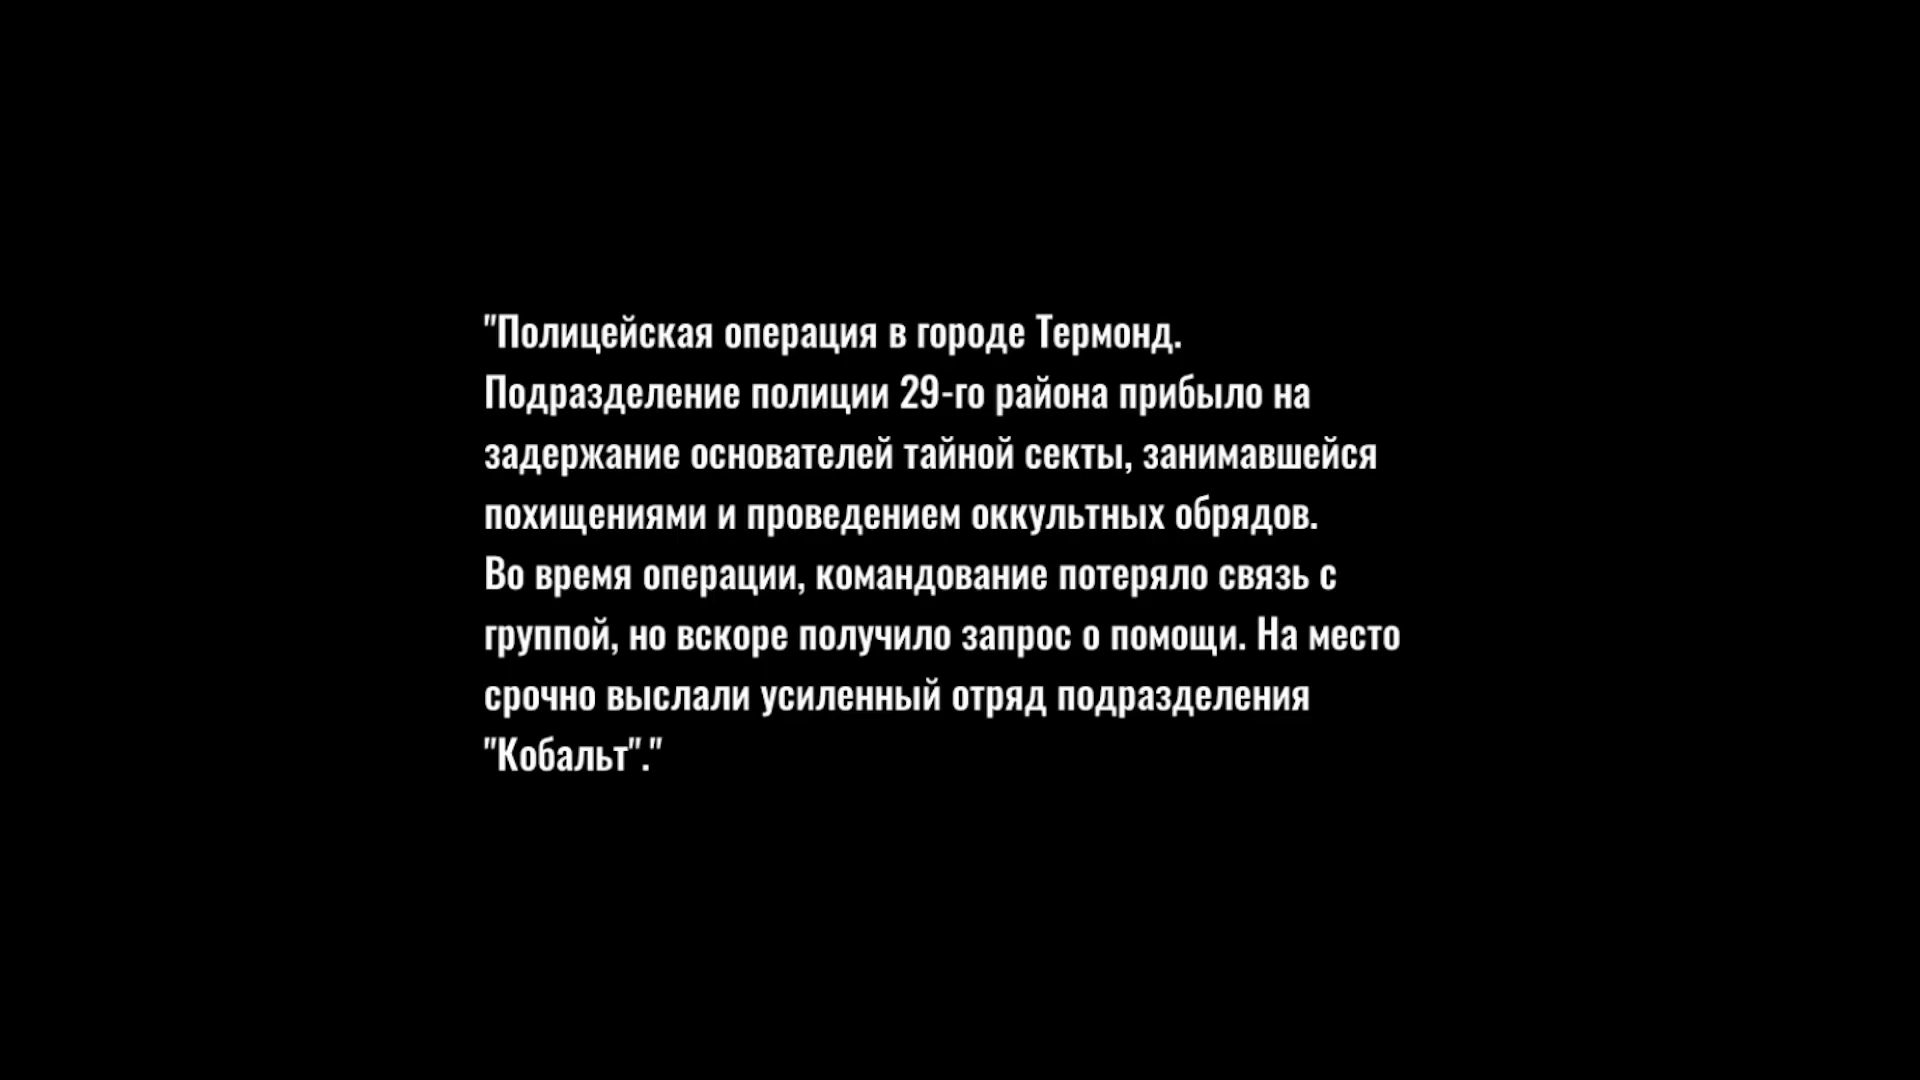 "Полицейская операция в городе Термонд.
Подразделение полиции 29-го района прибыло на
задержание основателей тайной секты, занимавшейся
похищениями и проведением оккультных обрядов.
Во время операции, командование потеряло связь с
группой, но вскоре получило запрос о помощи. На место
срочно выслали усиленный отряд подразделения
"Кобальт"."